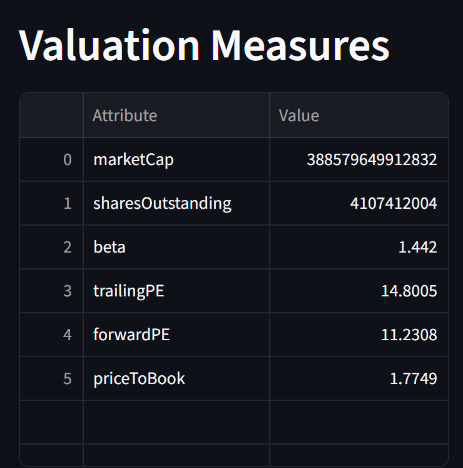 Valuation Measures
Attribute Value
0 marketCap 388579649912832
1 sharesOutstanding 4107412004
2 beta 1.442
3 trailingPE 14.8005
4 forwardPE 11.2308
5 priceToBook 1.7749